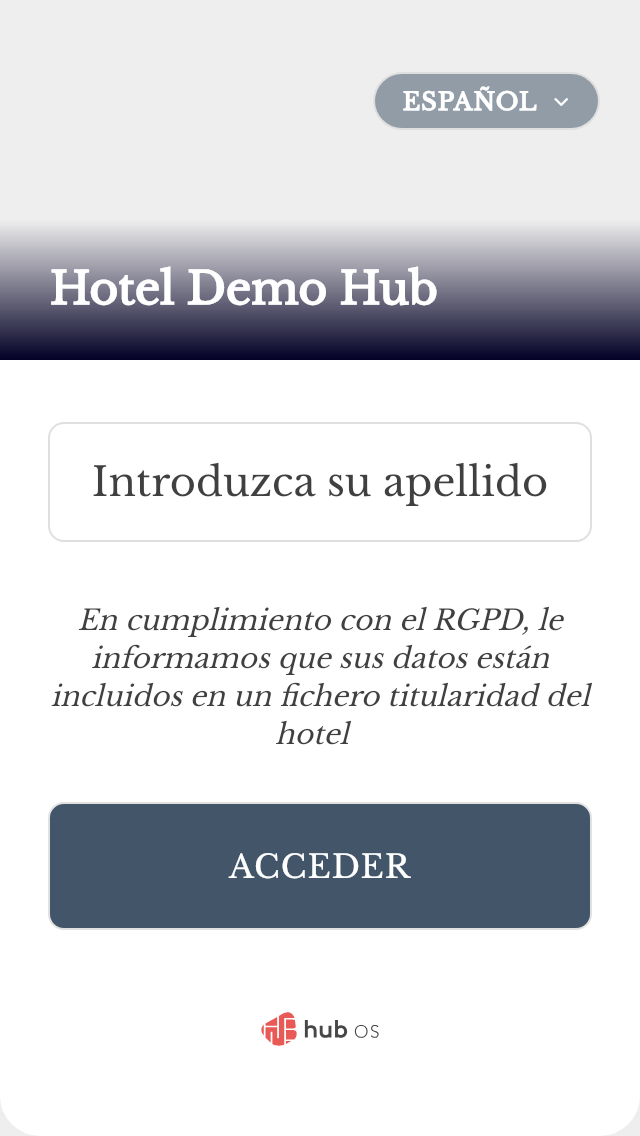 ESPAÑOL
Hotel Demo Hub
Introduzca su apellido
En cumplimiento con el RGPD, le
informamos que sus datos están
incluidos en un fichero titularidad del
hotel
ACCEDER
hub OS